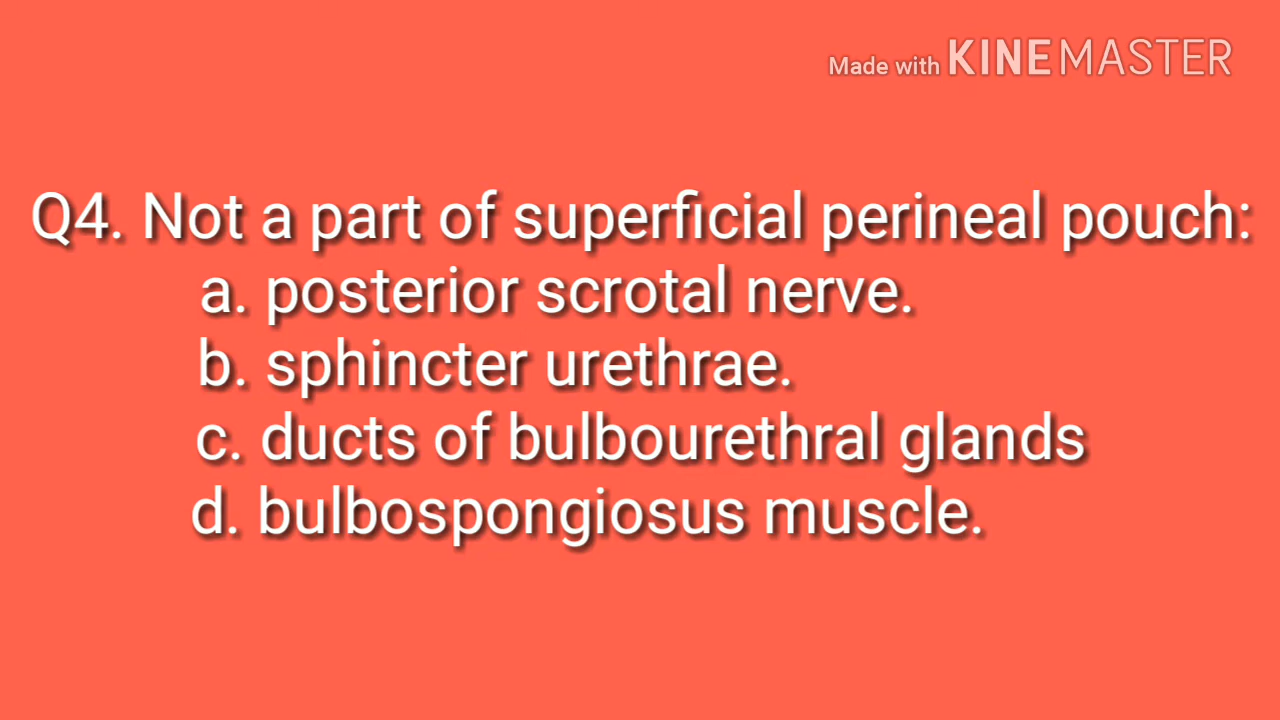 Made with KINEMASTER
Q4. Not a part of superficial perineal pouch:
a. posterior scrotal nerve.
b. sphincter urethrae.
c. ducts of bulbourethral glands
d. bulbospongiosus muscle.